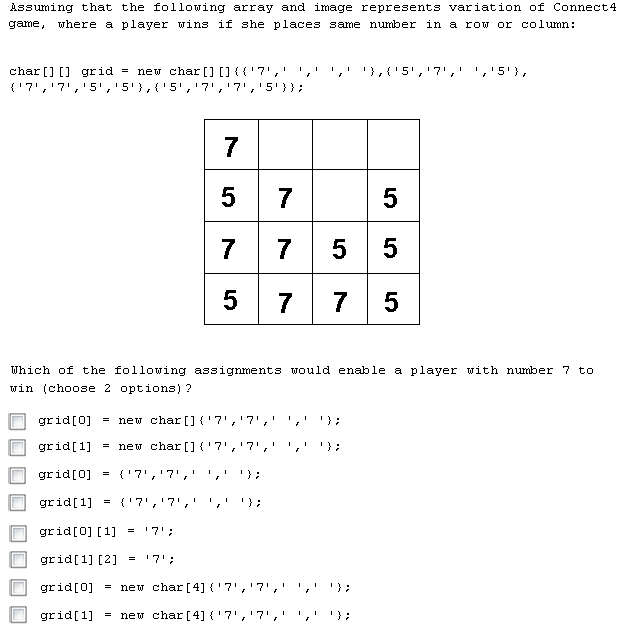 Assuming that the following array and image represents variation of Connect4
game, where a player wins if she places same number in a row or column:
char[][] grid = new char[][]{{'7',' ',' ',' '},{'5','7',' ','5'},
{'7','7','5','5'},{'5','7','7','5'}};
7
5 7 5
7 7 5 5
5 7 7 5
Which of the following assignments would enable a player with number 7 to
win (choose 2 options)?
grid[0] = new char[]{'7','7',' ',' '};
grid[1] = new char[]{'7','7',' ',' '};
grid[0] = {'7','7',' ',' '};
grid[1] = {'7','7',' ',' '};
grid[0][1] = '7';
grid[1][2] = '7';
grid[0] = new char[4]{'7','7',' ',' '};
grid[1] = new char[4]{'7','7',' ',' '};